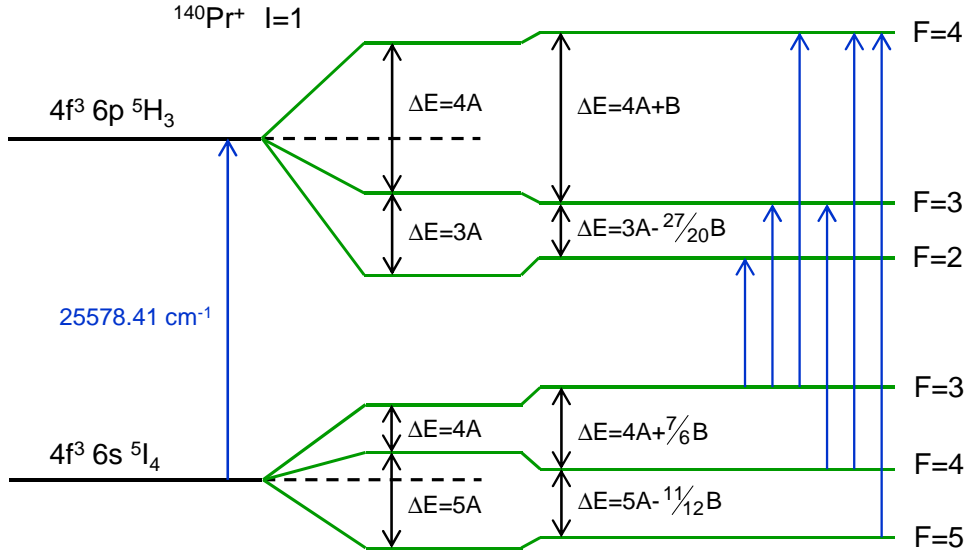 ¹⁴⁰Pr⁺ I=1
F=4
4f³ 6p ⁵H₃
ΔE=4A
ΔE=4A+B
F=3
ΔE=3A
ΔE=3A-²⁷⁄₂₀B
F=2
25578.41 cm⁻¹
F=3
ΔE=4A
ΔE=4A+⁷⁄₆B
4f³ 6s ⁵I₄
F=4
ΔE=5A
ΔE=5A-¹¹⁄₁₂B
F=5